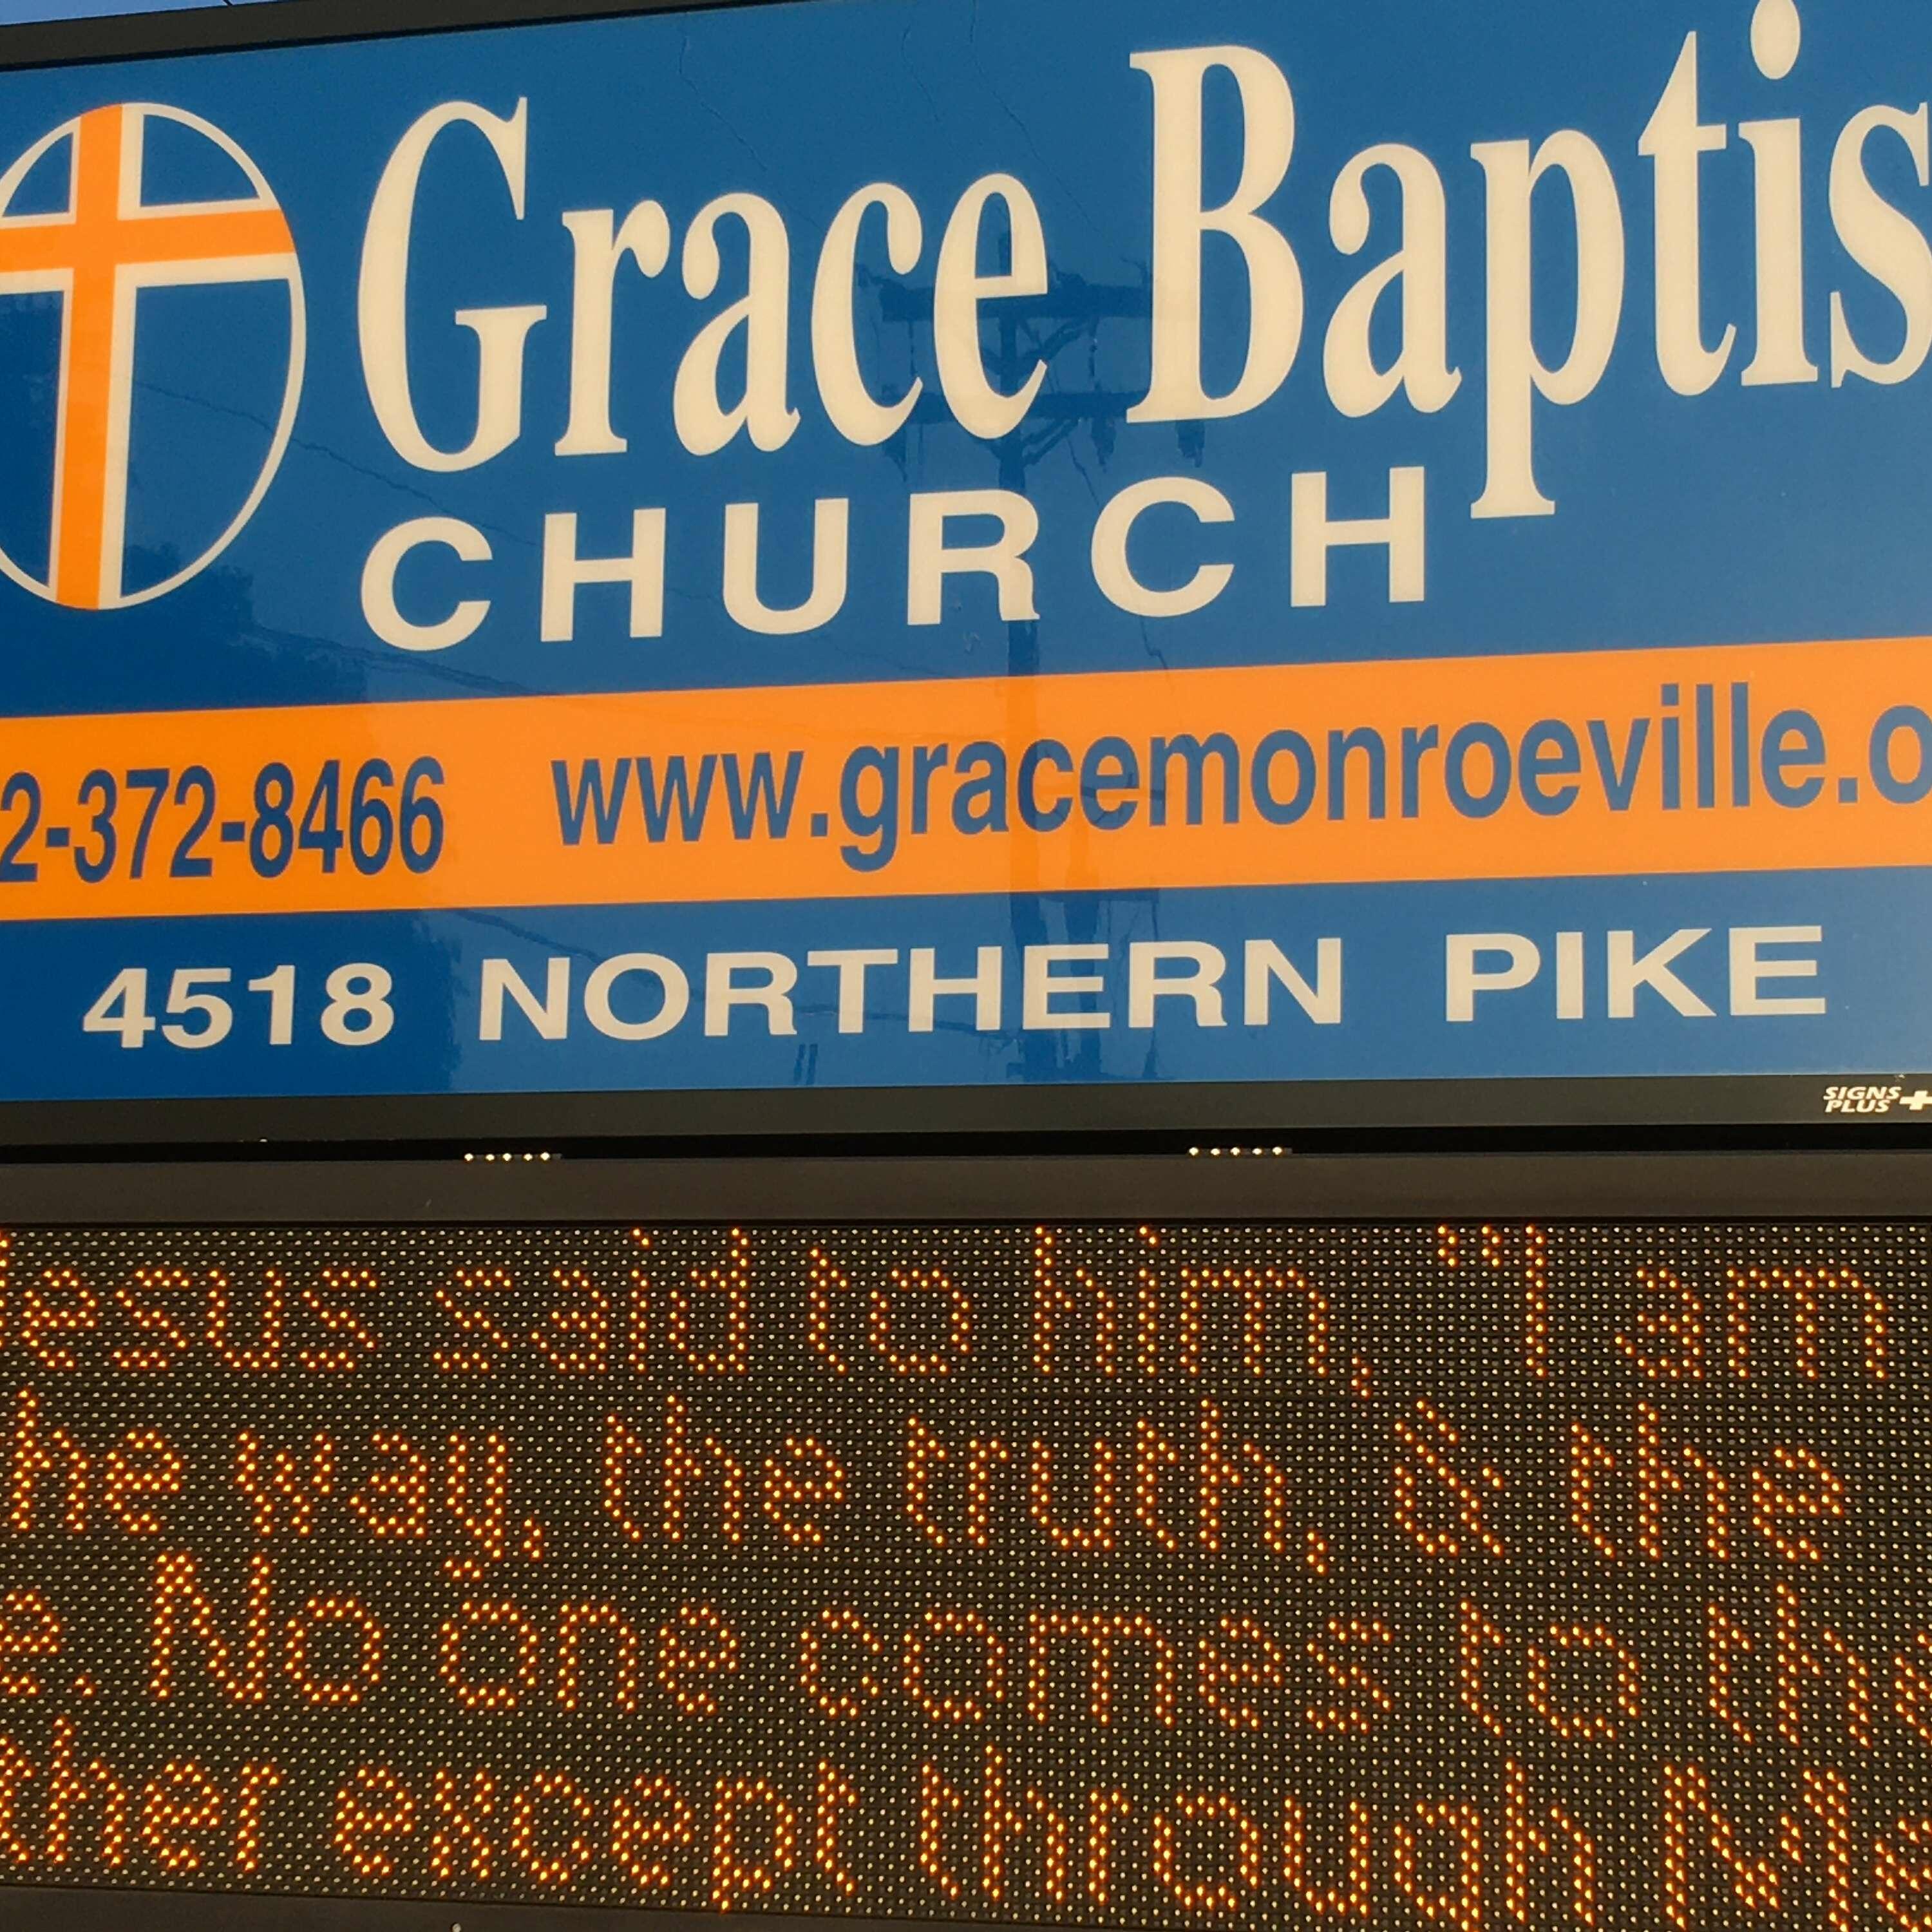 Grace Baptis
CHURCH
2-372-8466 www.gracemonroeville.o
4518 NORTHERN PIKE
SIGNS
PLUS
Jesus said to him, "I am
he way, the truth, & the
e. No one comes to the
ther except through Me